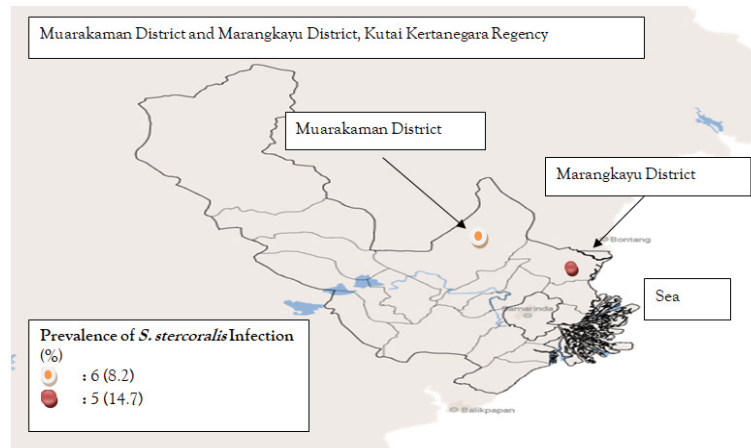 Muarakaman District and Marangkayu District, Kutai Kertanegara Regency
Muarakaman District
Marangkayu District
Bontang
Sea
Samarinda
Prevalence of S. stercoralis Infection
(%)
: 6 (8.2)
: 5 (14.7)
Balikpapan